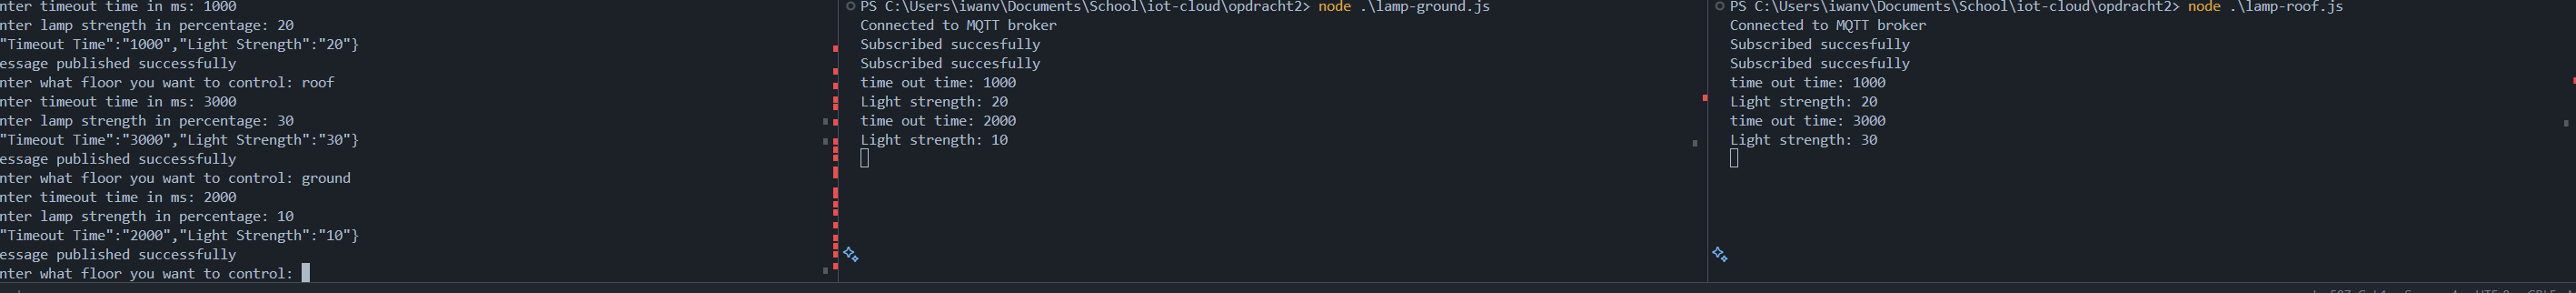 nter timeout time in ms: 1000
nter lamp strength in percentage: 20
"Timeout Time":"1000","Light Strength":"20"}
essage published successfully
nter what floor you want to control: roof
nter timeout time in ms: 3000
nter lamp strength in percentage: 30
"Timeout Time":"3000","Light Strength":"30"}
essage published successfully
nter what floor you want to control: ground
nter timeout time in ms: 2000
nter lamp strength in percentage: 10
"Timeout Time":"2000","Light Strength":"10"}
essage published successfully
nter what floor you want to control:
PS C:\Users\iwanv\Documents\School\iot-cloud\opdracht2> node .\lamp-ground.js
Connected to MQTT broker
Subscribed succesfully
Subscribed succesfully
time out time: 1000
Light strength: 20
time out time: 2000
Light strength: 10
PS C:\Users\iwanv\Documents\School\iot-cloud\opdracht2> node .\lamp-roof.js
Connected to MQTT broker
Subscribed succesfully
Subscribed succesfully
time out time: 1000
Light strength: 20
time out time: 3000
Light strength: 30